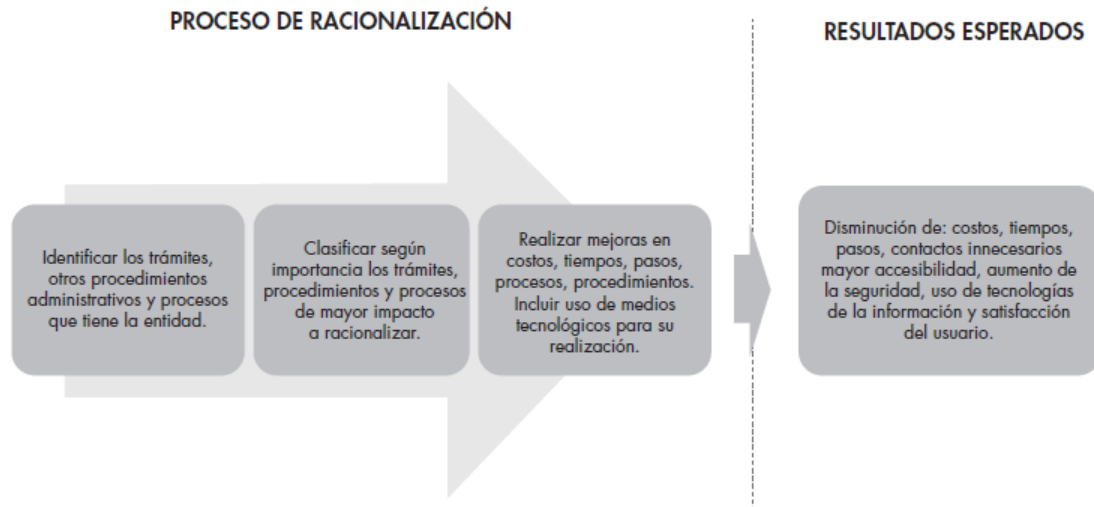 PROCESO DE RACIONALIZACIÓN
RESULTADOS ESPERADOS
Identificar los trámites,
otros procedimientos
administrativos y procesos
que tiene la entidad.
Clasificar según
importancia los trámites,
procedimientos y procesos
de mayor impacto
a racionalizar.
Realizar mejoras en
costos, tiempos, pasos,
procesos, procedimientos.
Incluir uso de medios
tecnológicos para su
realización.
Disminución de: costos, tiempos,
pasos, contactos innecesarios
mayor accesibilidad, aumento de
la seguridad, uso de tecnologías
de la información y satisfacción
del usuario.